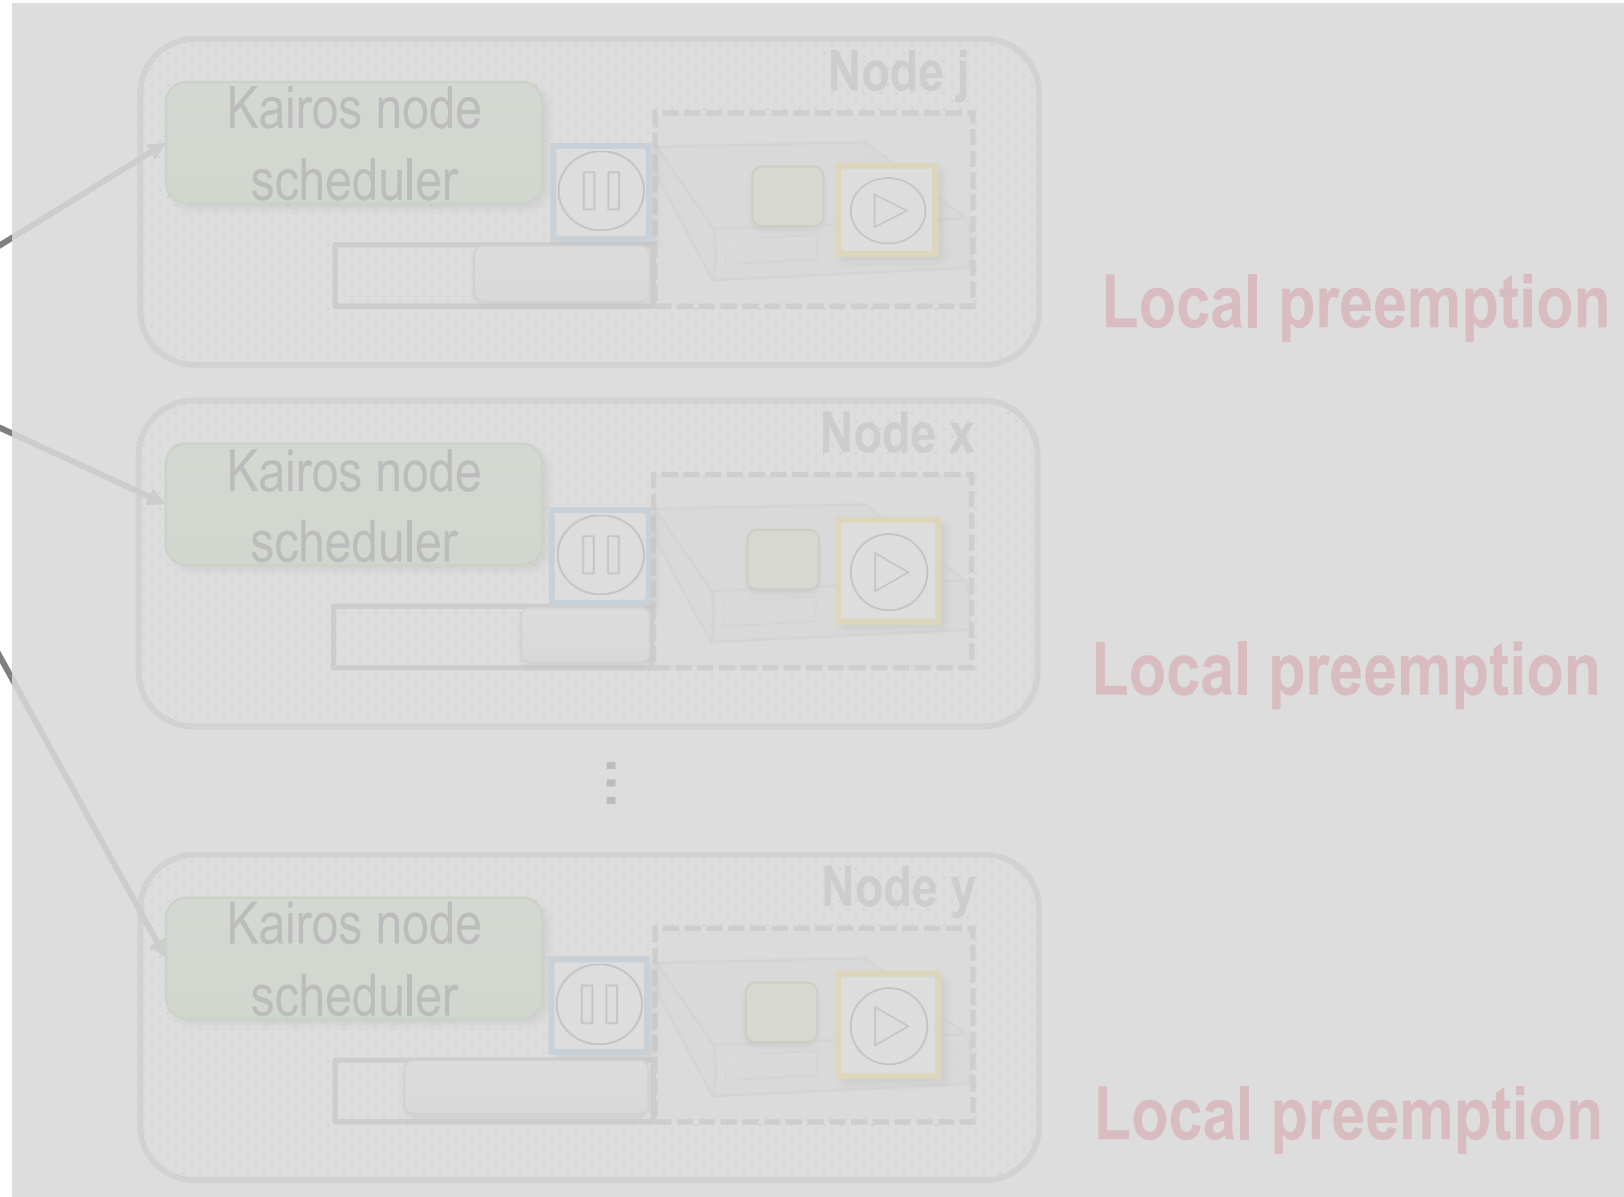 Node j
Kairos node
scheduler
Local preemption
Node x
Kairos node
scheduler
Local preemption
...
Node y
Kairos node
scheduler
Local preemption